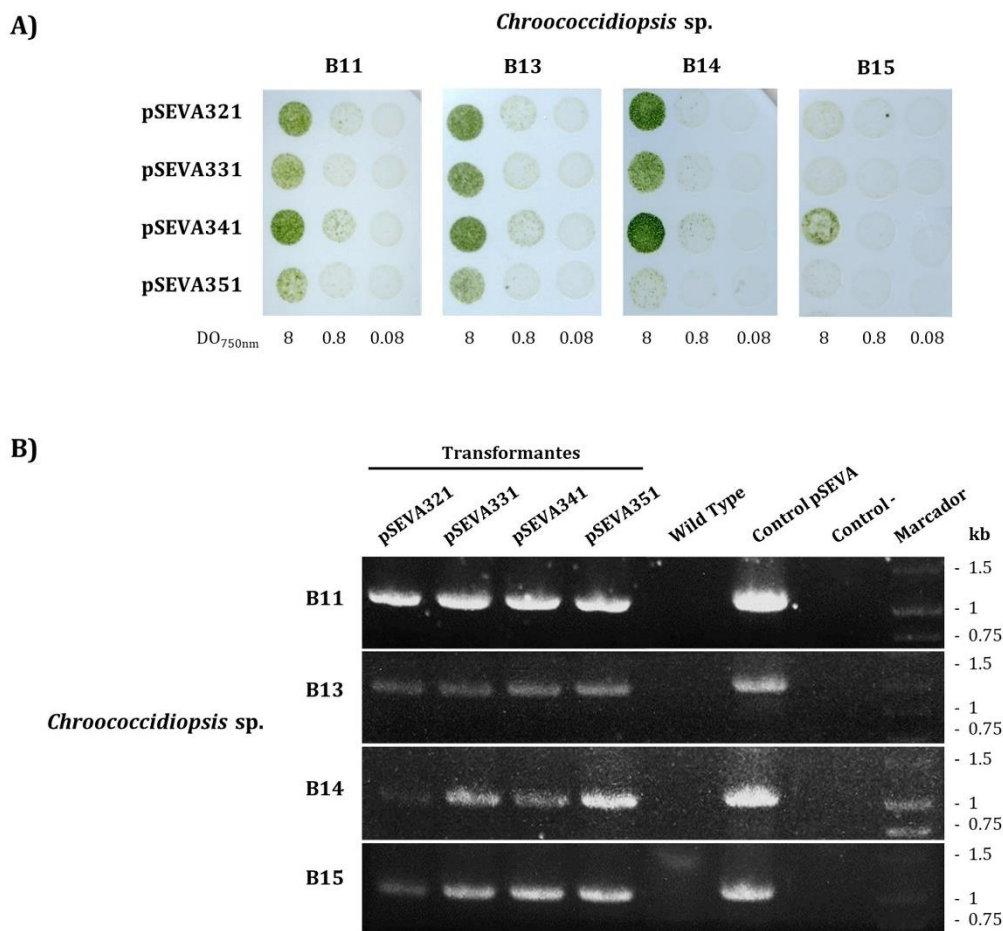 A)
Chroococcidiopsis sp.
B11 B13 B14 B15
pSEVA321
pSEVA331
pSEVA341
pSEVA351
DO750nm 8 0.8 0.08 8 0.8 0.08 8 0.8 0.08 8 0.8 0.08
B)
Transformantes
pSEVA321 pSEVA331 pSEVA341 pSEVA351 Wild Type Control pSEVA Control - Marcador kb
B11
- 1.5
- 1
- 0.75
B13
- 1.5
- 1
- 0.75
Chroococcidiopsis sp.
B14
- 1.5
- 1
- 0.75
B15
- 1.5
- 1
- 0.75